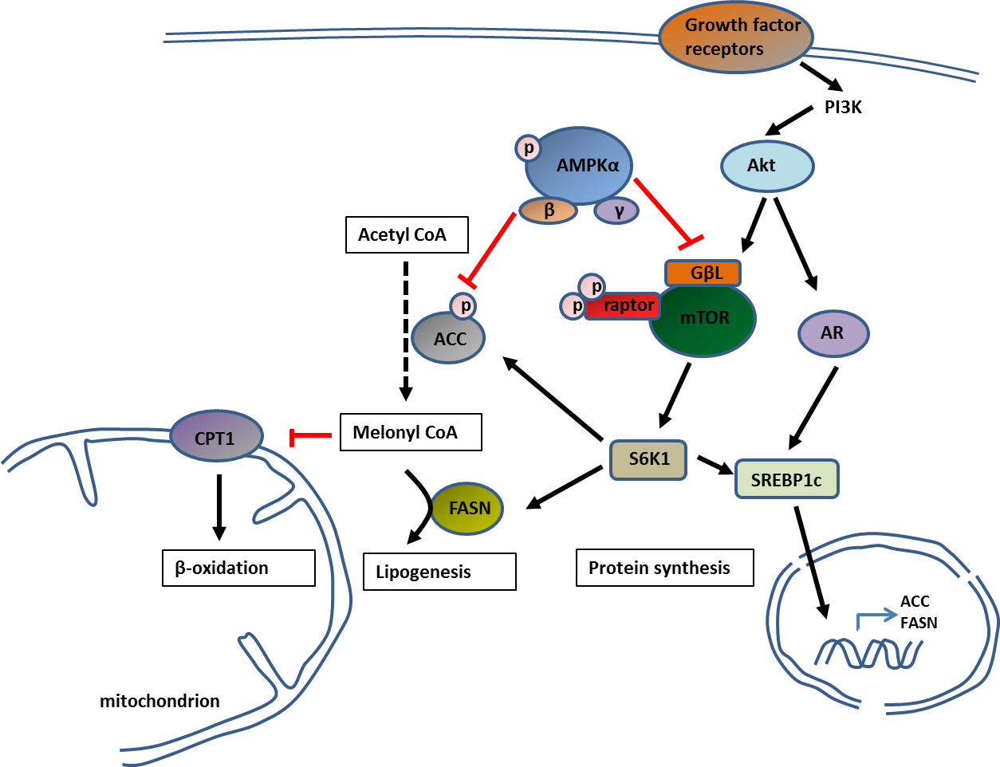 Growth factor
receptors
PI3K
p
AMPKα
Akt
β
γ
Acetyl CoA
GβL
p
p
raptor
mTOR
p
ACC
AR
CPT1
Melonyl CoA
S6K1
SREBP1c
FASN
β-oxidation
Lipogenesis
Protein synthesis
ACC
FASN
mitochondrion